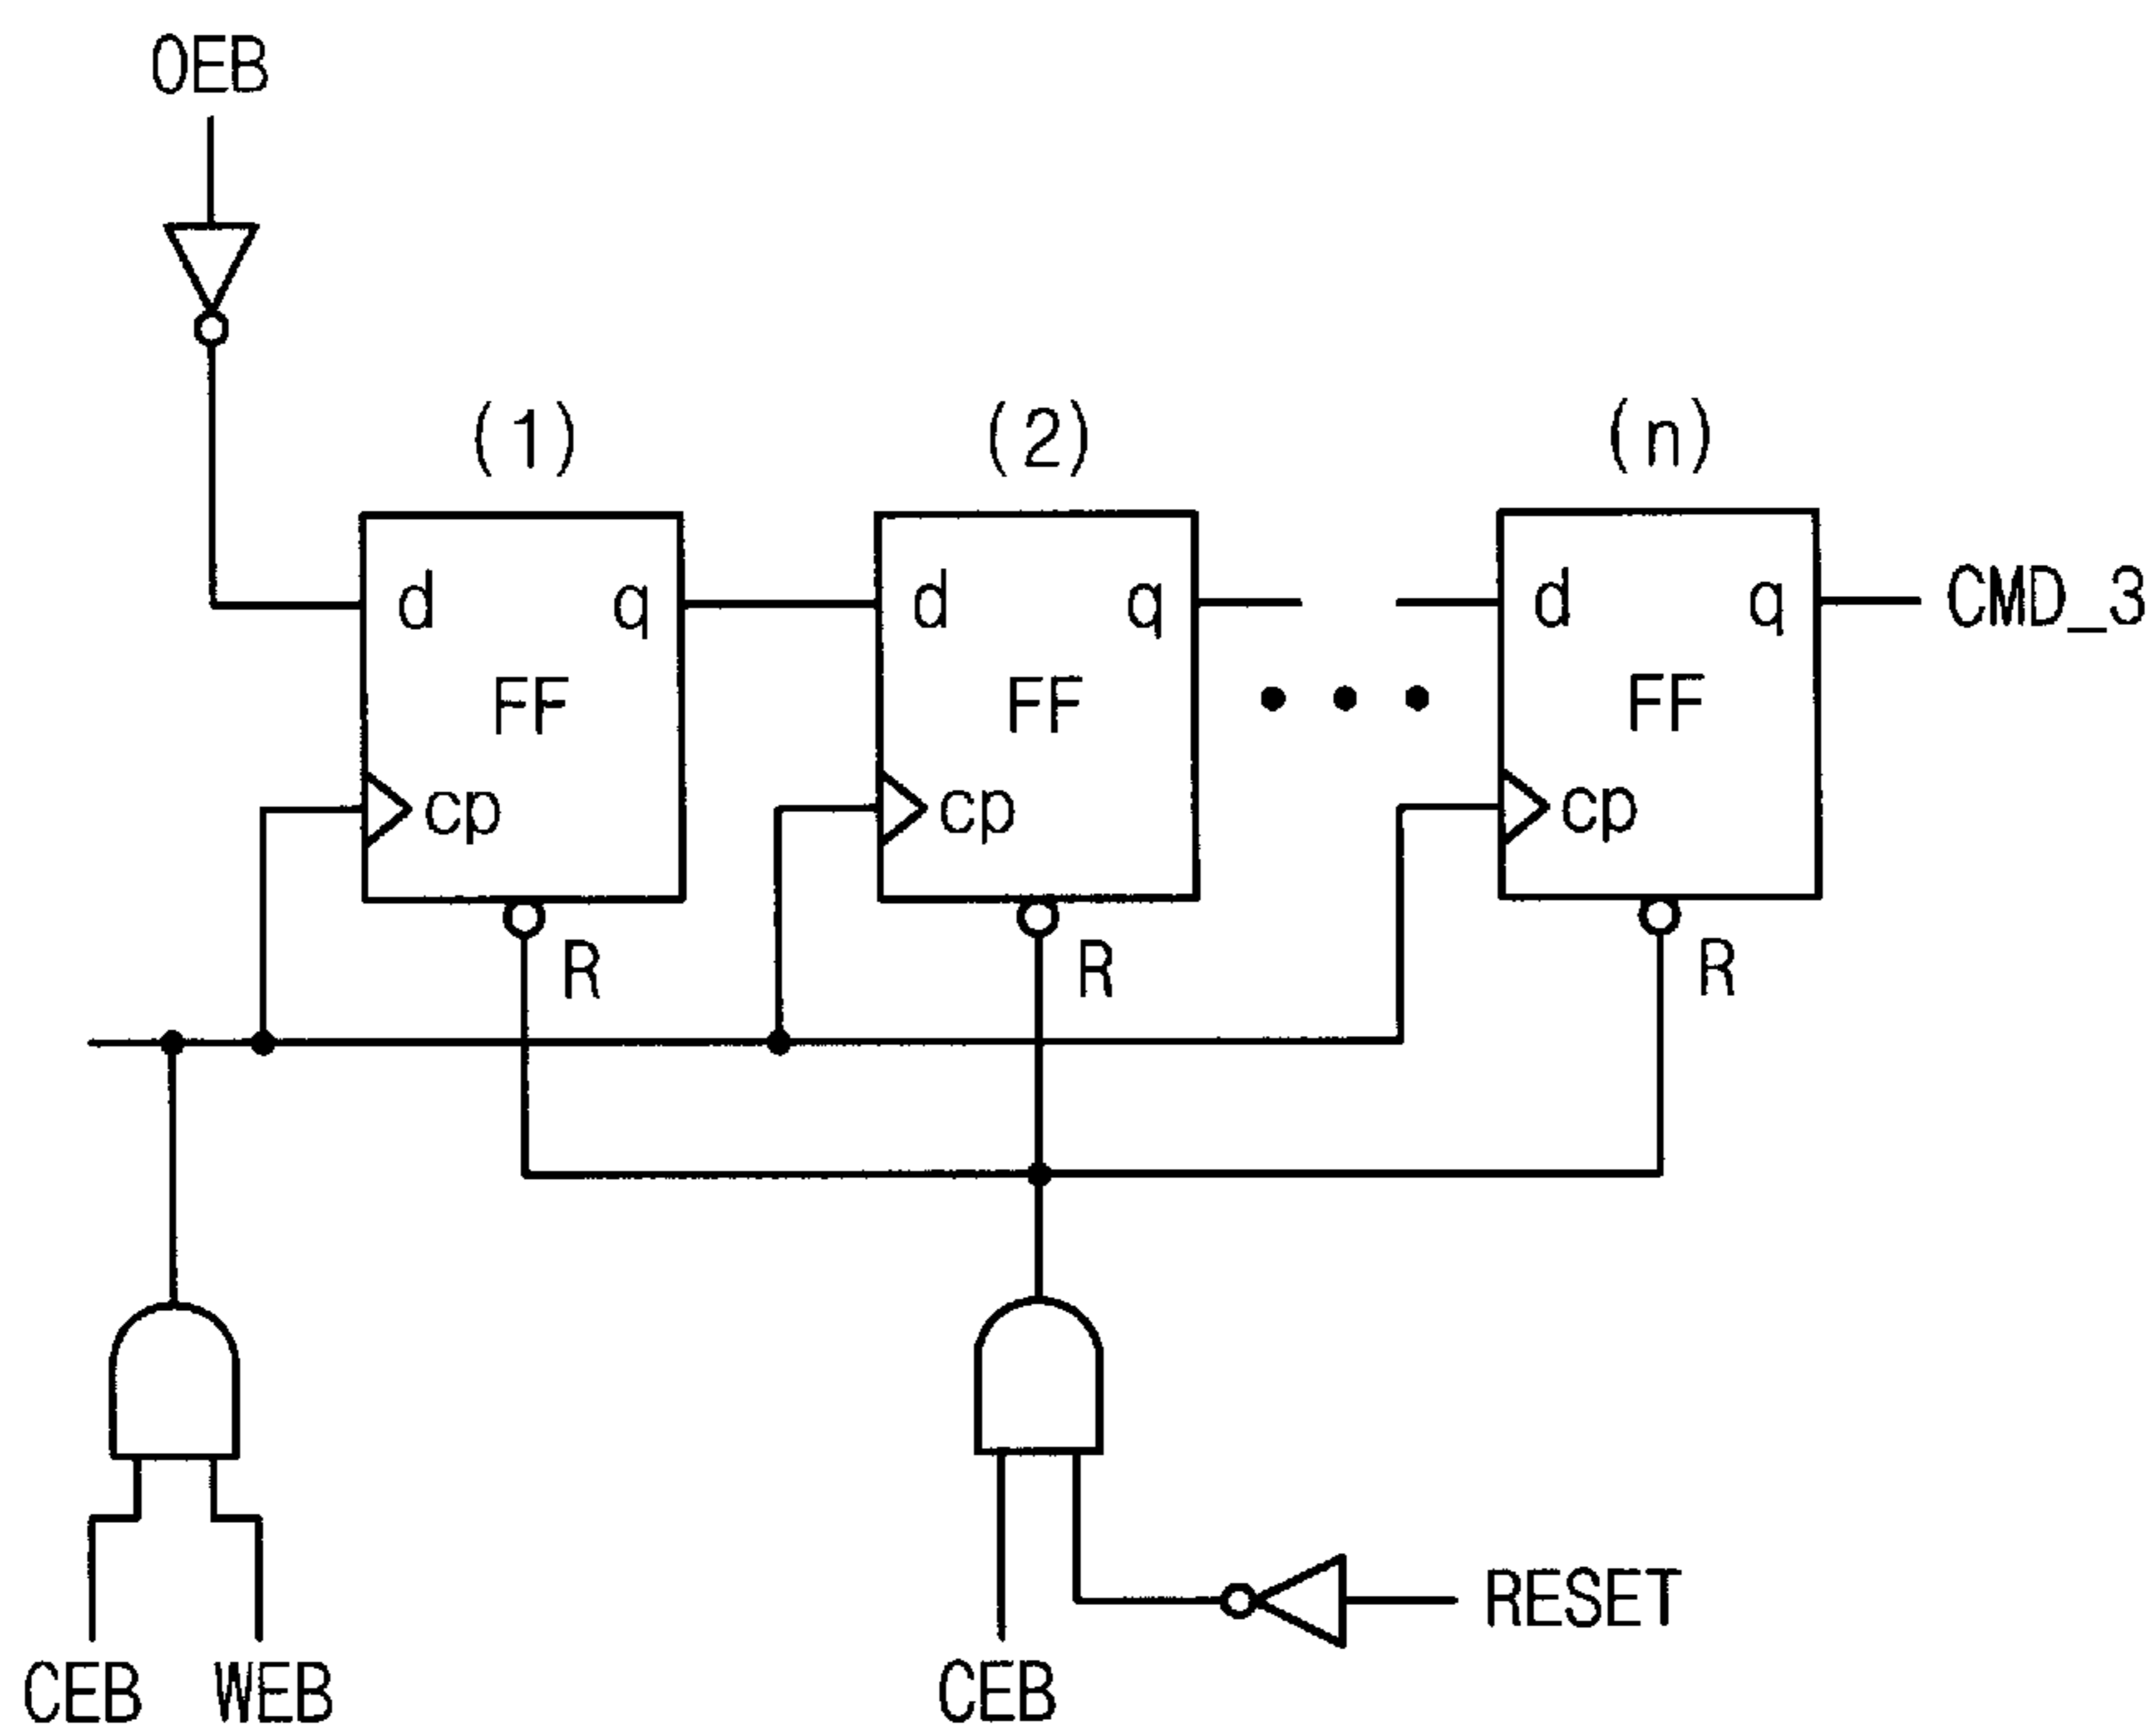 OEB
(1) (2) (n)
d q d q d q CMD_3
FF FF FF
cp cp cp
R R R
RESET
CEB WEB CEB